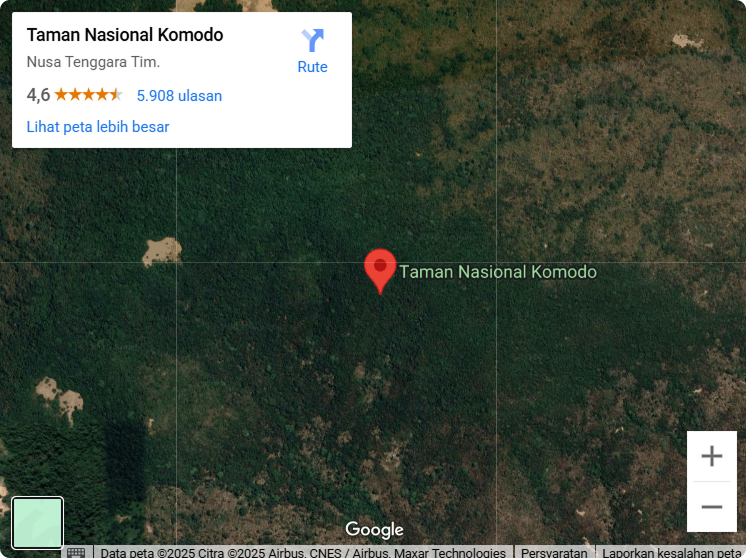 Taman Nasional Komodo
Nusa Tenggara Tim.
Rute
4,6 5.908 ulasan
Lihat peta lebih besar
Taman Nasional Komodo
Google
Data peta ©2025 Citra ©2025 Airbus, CNES / Airbus, Maxar Technologies
Persyaratan
Laporkan kesalahan peta